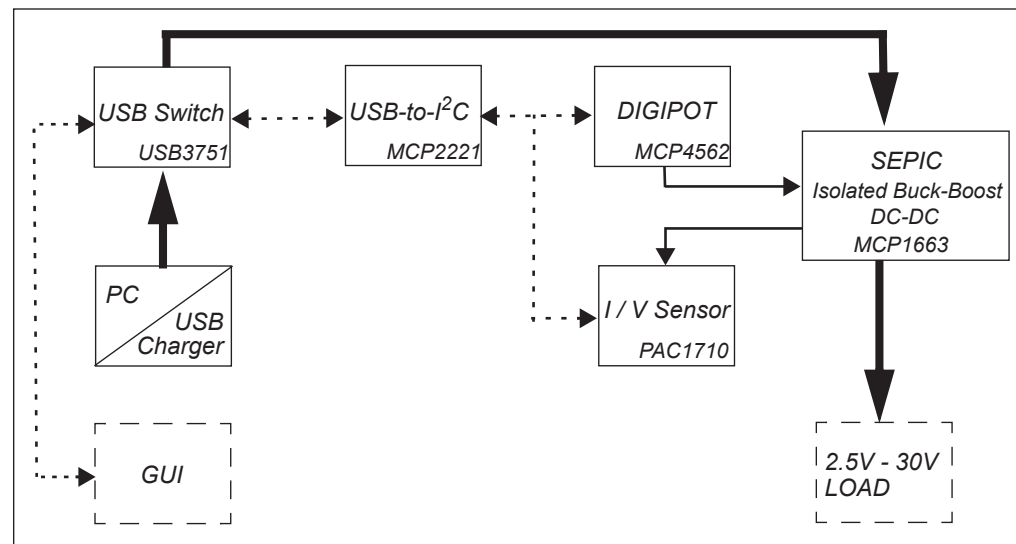 USB Switch
USB3751
USB-to-I²C
MCP2221
DIGIPOT
MCP4562
SEPIC
Isolated Buck-Boost
DC-DC
MCP1663
PC
USB
Charger
I / V Sensor
PAC1710
GUI
2.5V - 30V
LOAD